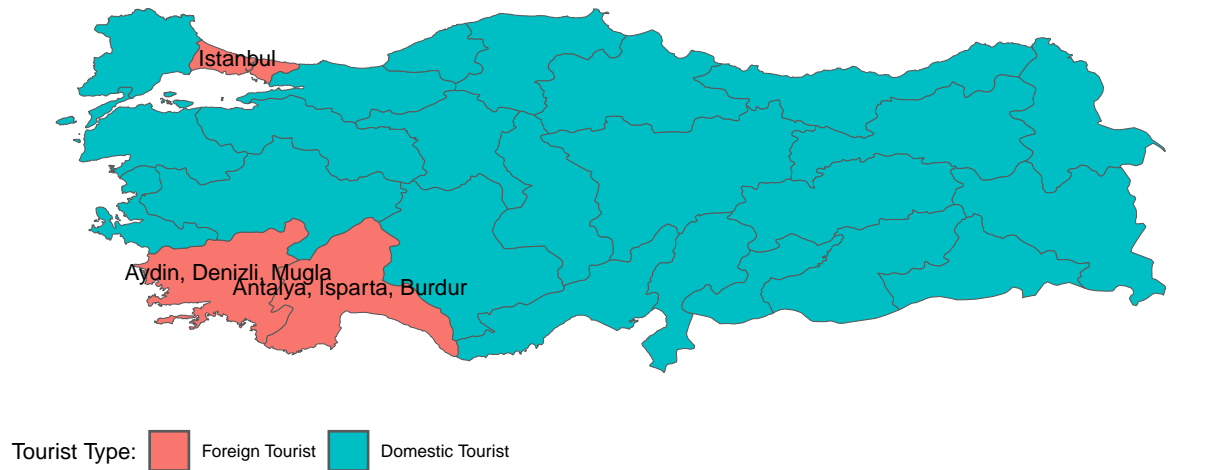 Istanbul
Aydin, Denizli, Mugla
Antalya, Isparta, Burdur
Tourist Type: Foreign Tourist Domestic Tourist